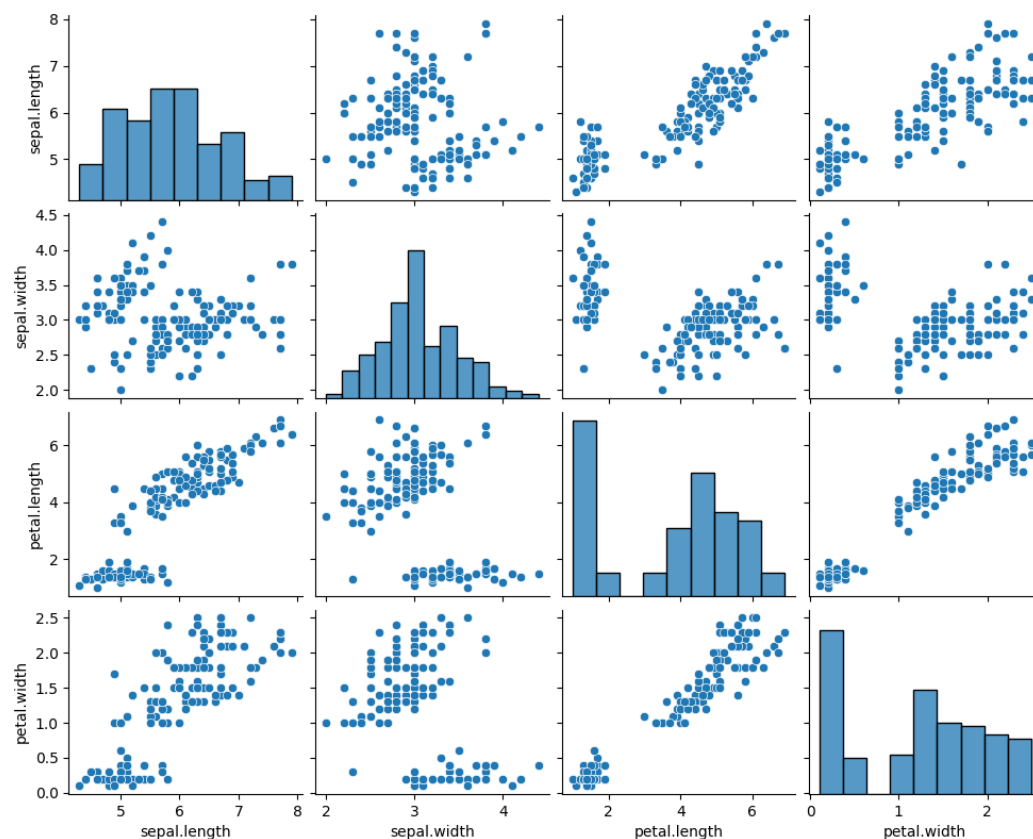 8
7
6
5
sepal.length
4.5
4.0
3.5
3.0
2.5
2.0
sepal.width
6
4
2
petal.length
2.5
2.0
1.5
1.0
0.5
0.0
petal.width
5 6 7 8
2 3 4
2 4 6
0 1 2
sepal.length sepal.width petal.length petal.width